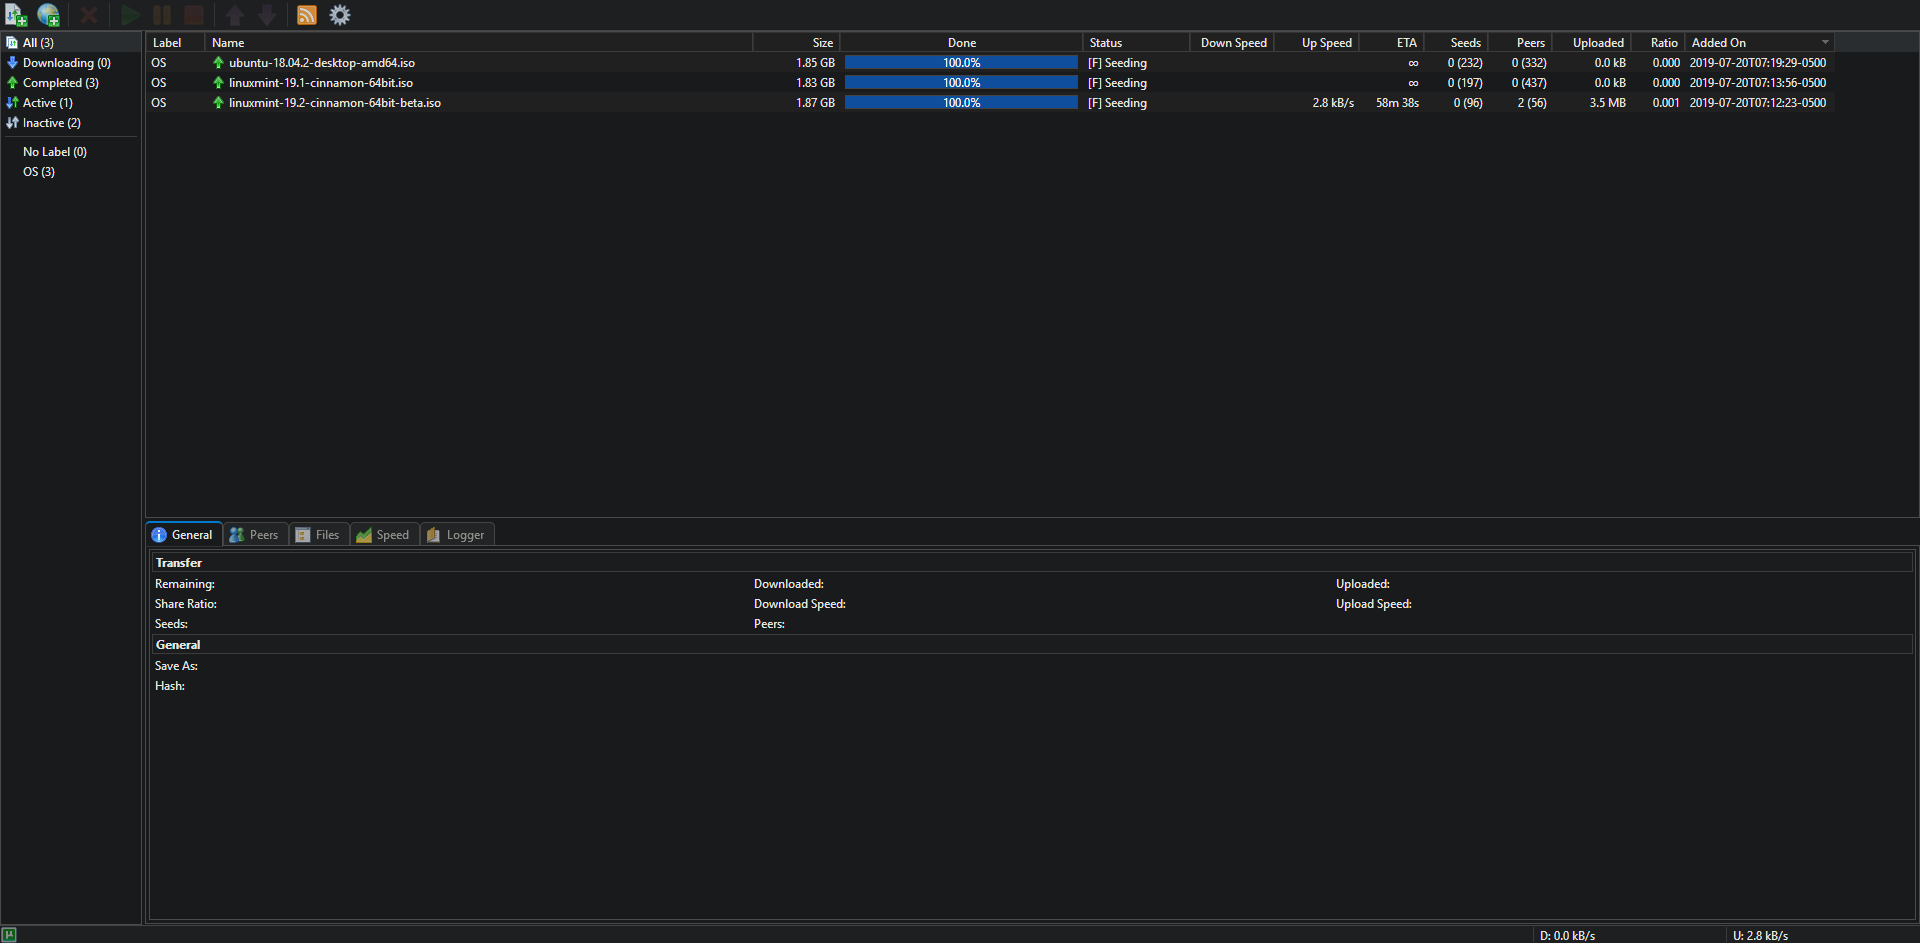 All (3)
Downloading (0)
Completed (3)
Active (1)
Inactive (2)
No Label (0)
OS (3)
Label Name Size Done Status Down Speed Up Speed ETA Seeds Peers Uploaded Ratio Added On
OS ubuntu-18.04.2-desktop-amd64.iso 1.85 GB 100.0% [F] Seeding ∞ 0 (232) 0 (332) 0.0 kB 0.000 2019-07-20T07:19:29-0500
OS linuxmint-19.1-cinnamon-64bit.iso 1.83 GB 100.0% [F] Seeding ∞ 0 (197) 0 (437) 0.0 kB 0.000 2019-07-20T07:13:56-0500
OS linuxmint-19.2-cinnamon-64bit-beta.iso 1.87 GB 100.0% [F] Seeding 2.8 kB/s 58m 38s 0 (96) 2 (56) 3.5 MB 0.001 2019-07-20T07:12:23-0500
General Peers Files Speed Logger
Transfer
Remaining: Downloaded: Uploaded:
Share Ratio: Download Speed: Upload Speed:
Seeds: Peers:
General
Save As:
Hash:
D: 0.0 kB/s U: 2.8 kB/s